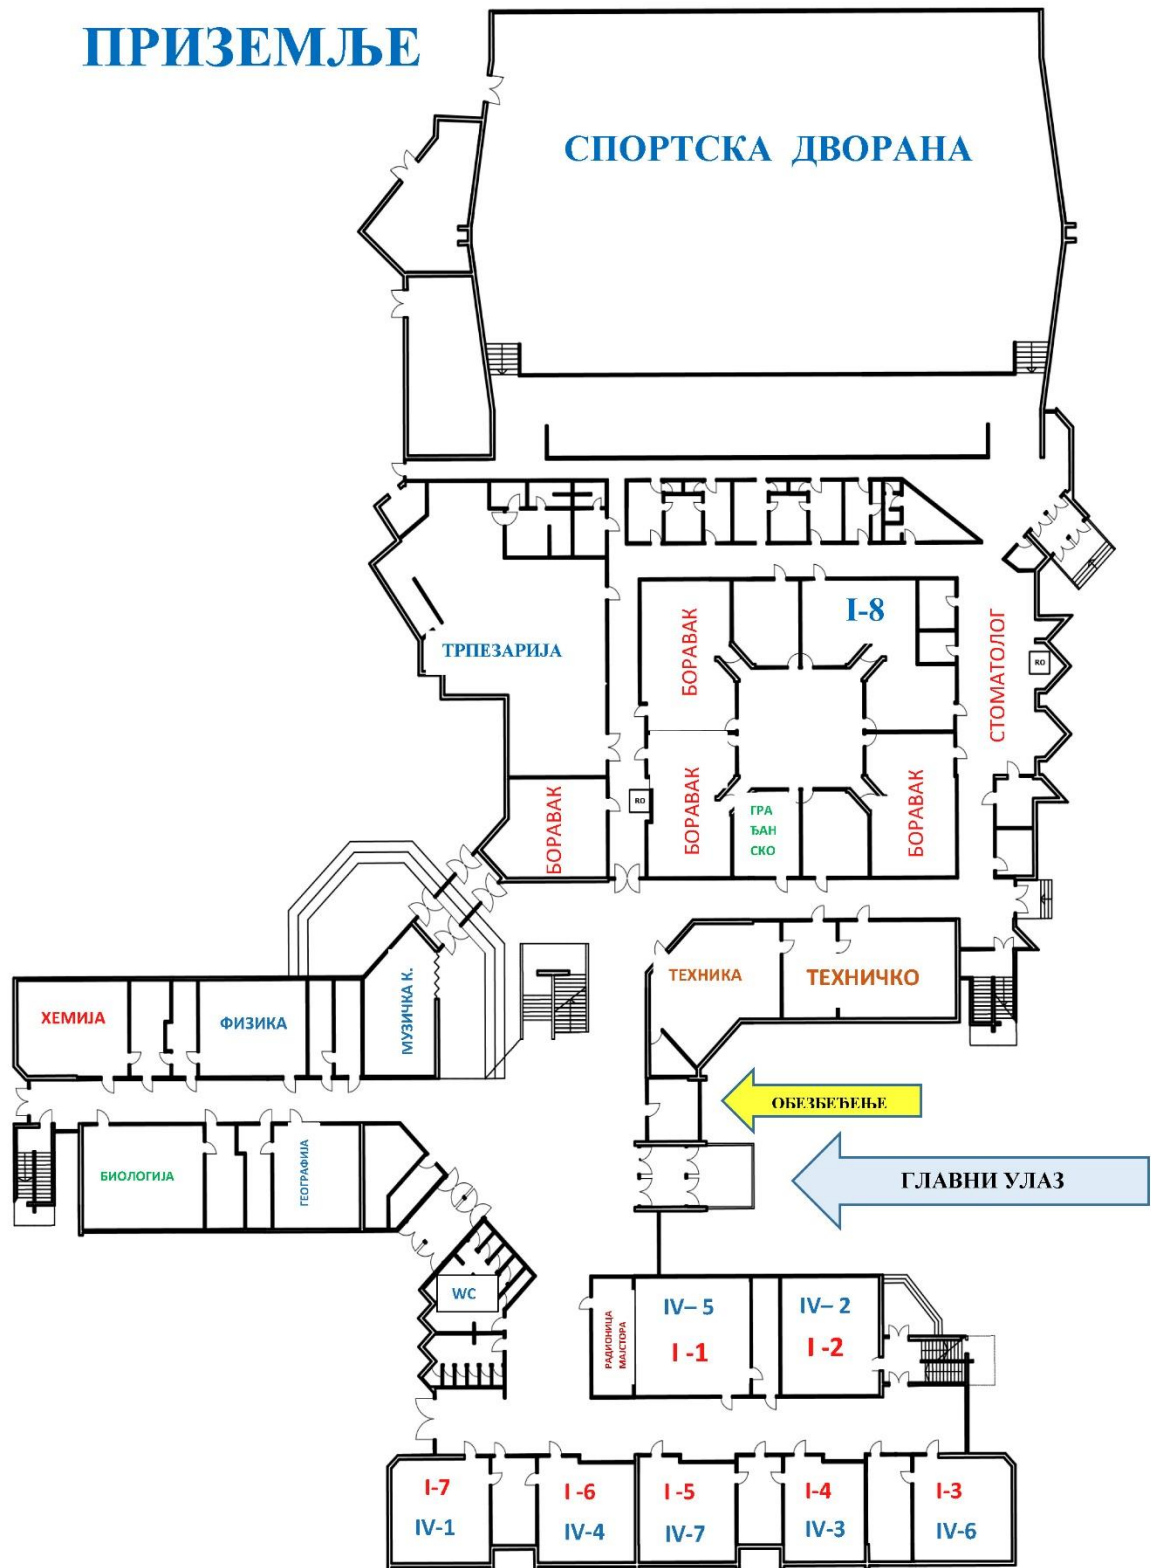 ПРИЗЕМЉЕ
СПОРТСКА ДВОРАНА
I-8
ТРПЕЗАРИЈА
БОРАВАК
СТОМАТОЛОГ
RO
БОРАВАК
БОРАВАК
RO
БОРАВАК
ГРА
ЂАН
СКО
БОРАВАК
ТЕХНИКА
ТЕХНИЧКО
ХЕМИЈА
ФИЗИКА
МУЗИЧКА К.
ОБЕЗБЕЂЕЊЕ
БИОЛОГИЈА
ГЕОГРАФИЈА
ГЛАВНИ УЛАЗ
WC
РАДИОНИЦА
МАЈСТОРА
IV– 5
I -1
IV– 2
I -2
I-7
IV-1
I -6
IV-4
I -5
IV-7
I-4
IV-3
I-3
IV-6